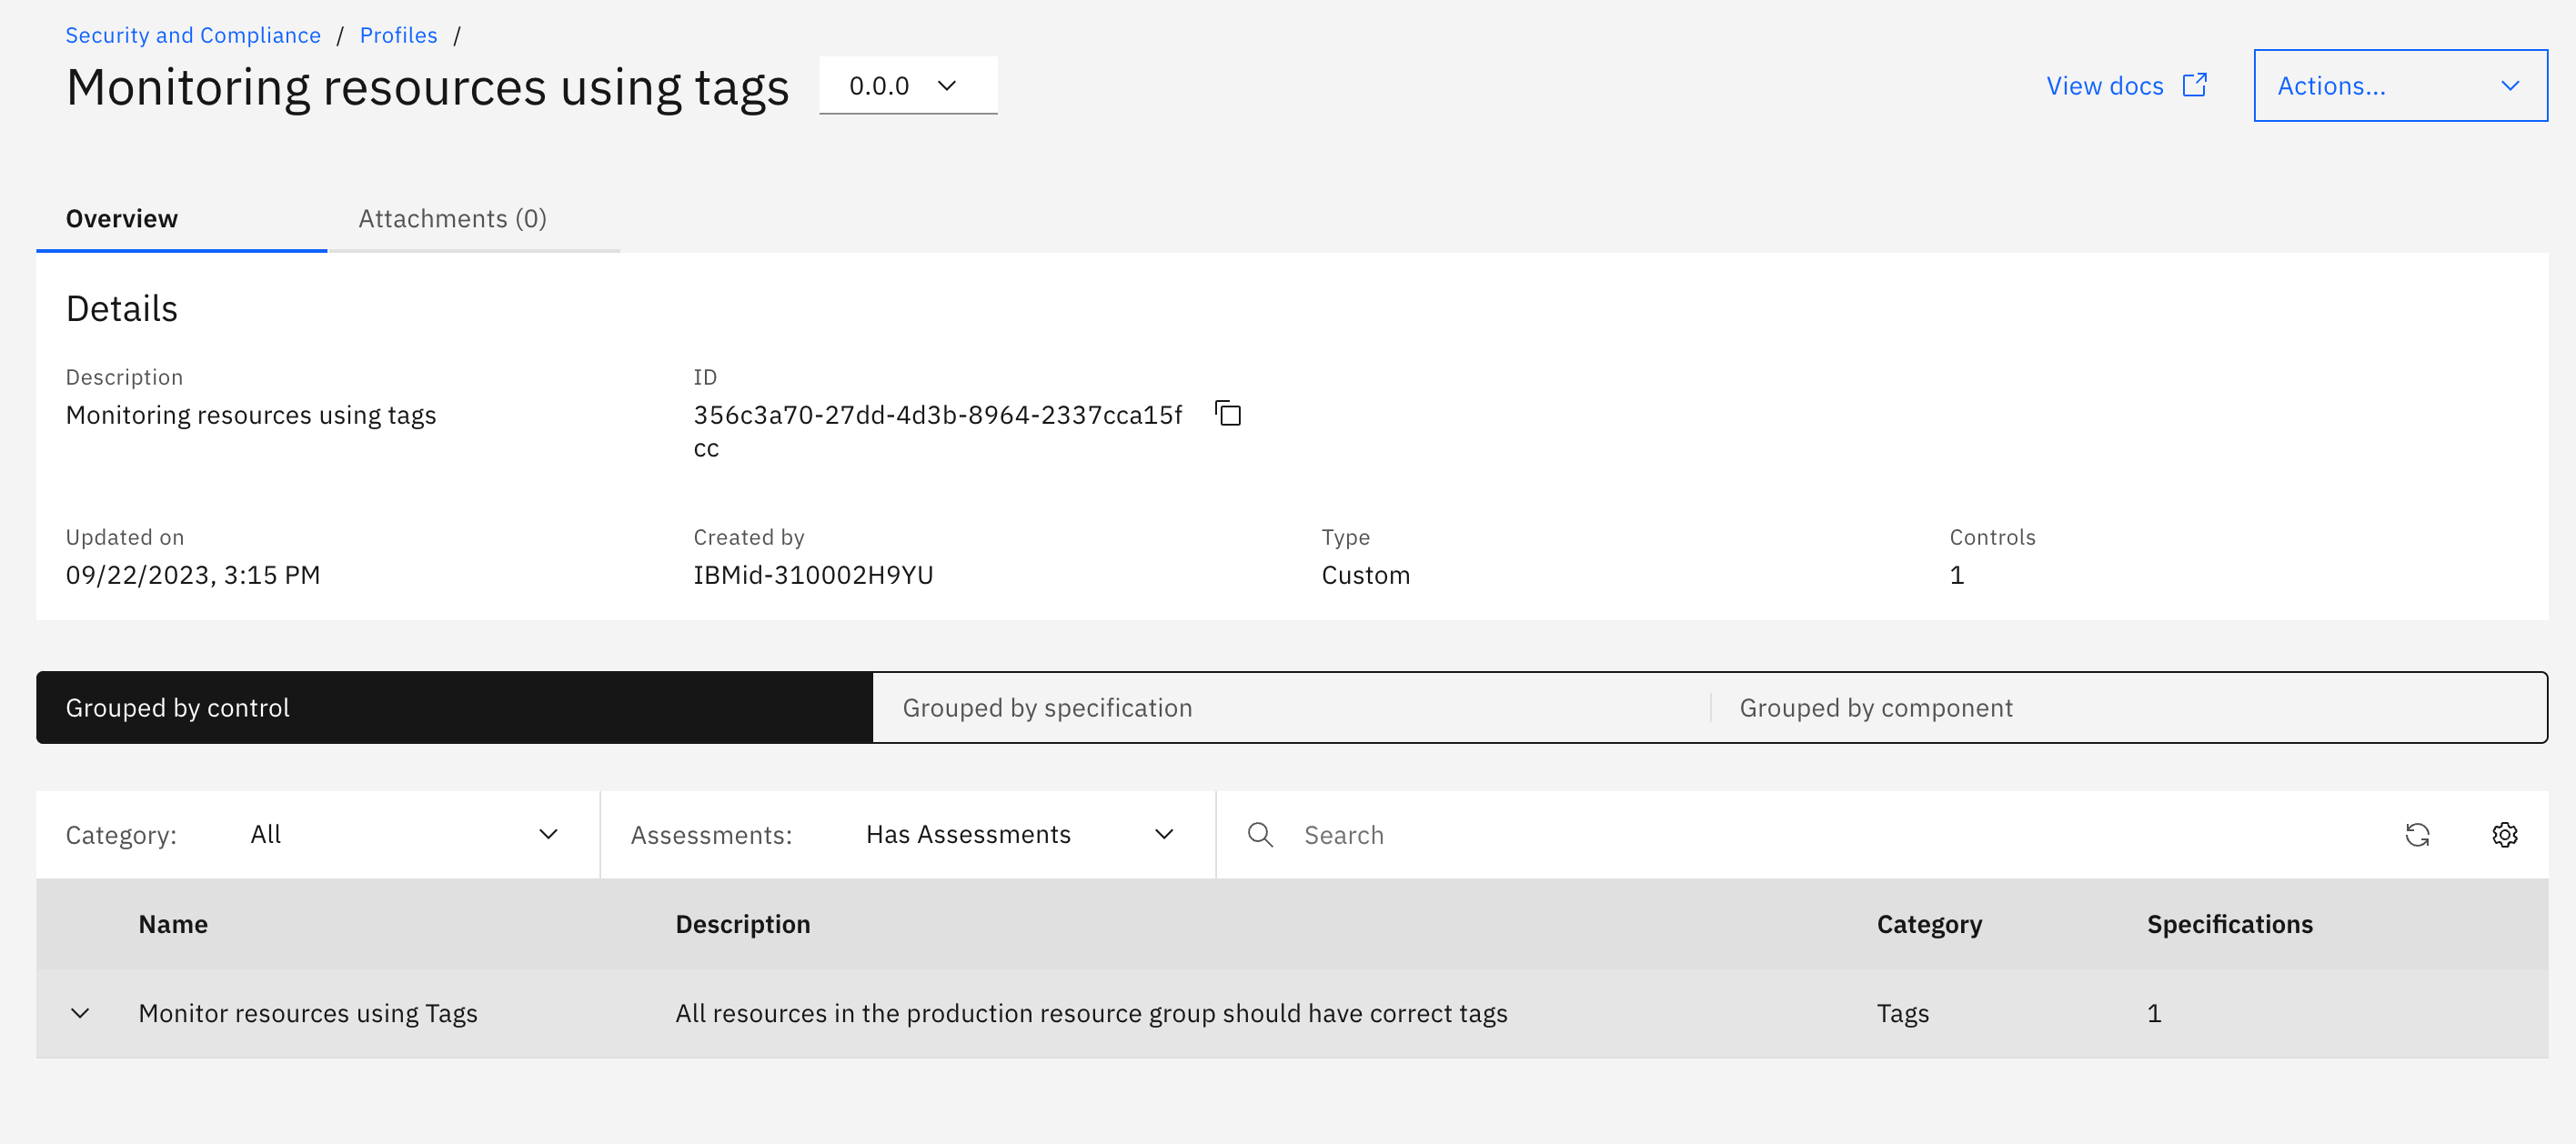 Security and Compliance / Profiles /
Monitoring resources using tags 0.0.0
View docs Actions...
Overview Attachments (0)
Details
Description
Monitoring resources using tags
ID
356c3a70-27dd-4d3b-8964-2337cca15f
cc
Updated on
09/22/2023, 3:15 PM
Created by
IBMid-310002H9YU
Type
Custom
Controls
1
Grouped by control Grouped by specification Grouped by component
Category: All Assessments: Has Assessments Search
Name Description Category Specifications
Monitor resources using Tags All resources in the production resource group should have correct tags Tags 1